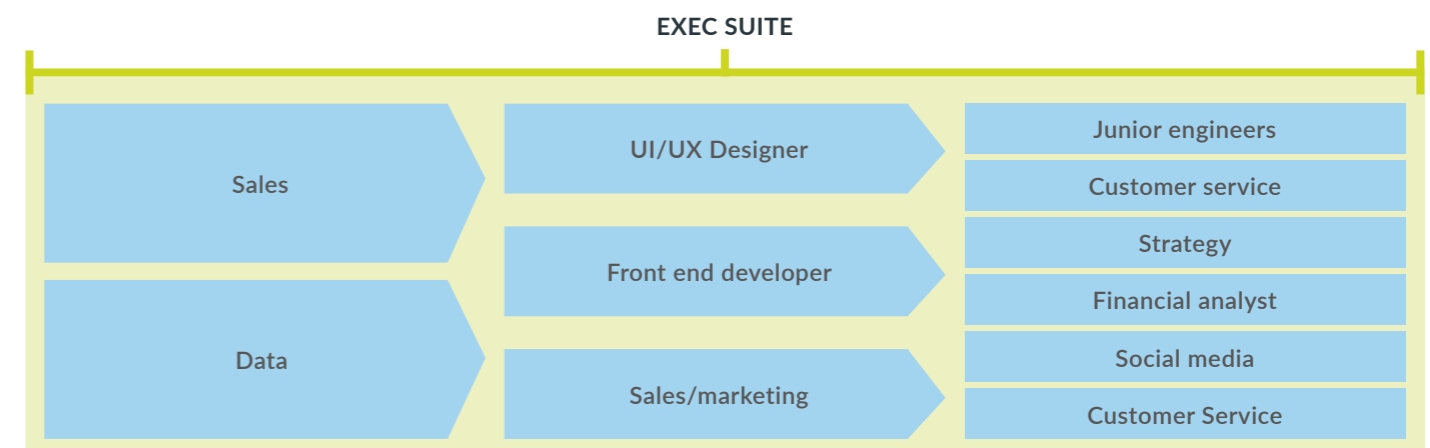 EXEC SUITE
Sales
Data
UI/UX Designer
Front end developer
Sales/marketing
Junior engineers
Customer service
Strategy
Financial analyst
Social media
Customer Service